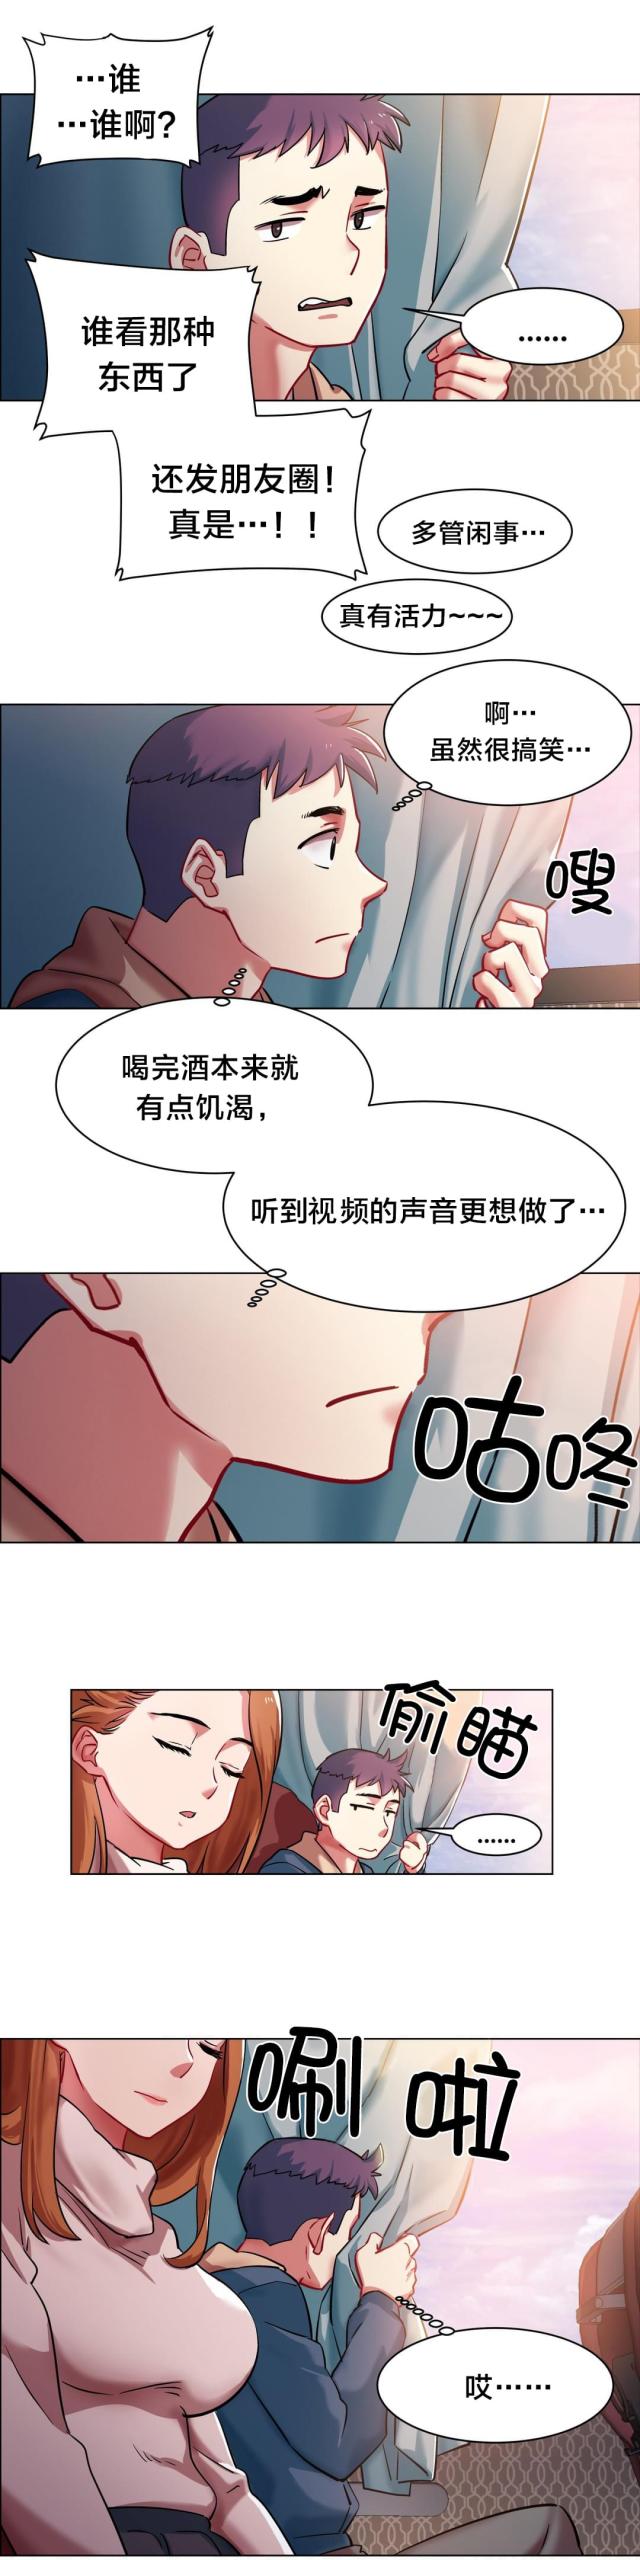 …谁
…谁啊?
……
谁看那种
东西了
还发朋友圈!
真是…!!
多管闲事…
真有活力~~~
啊…
虽然很搞笑…
嗖
喝完酒本来就
有点饥渴,
听到视频的声音更想做了…
咕咚
偷瞄
……
唰啦
哎……